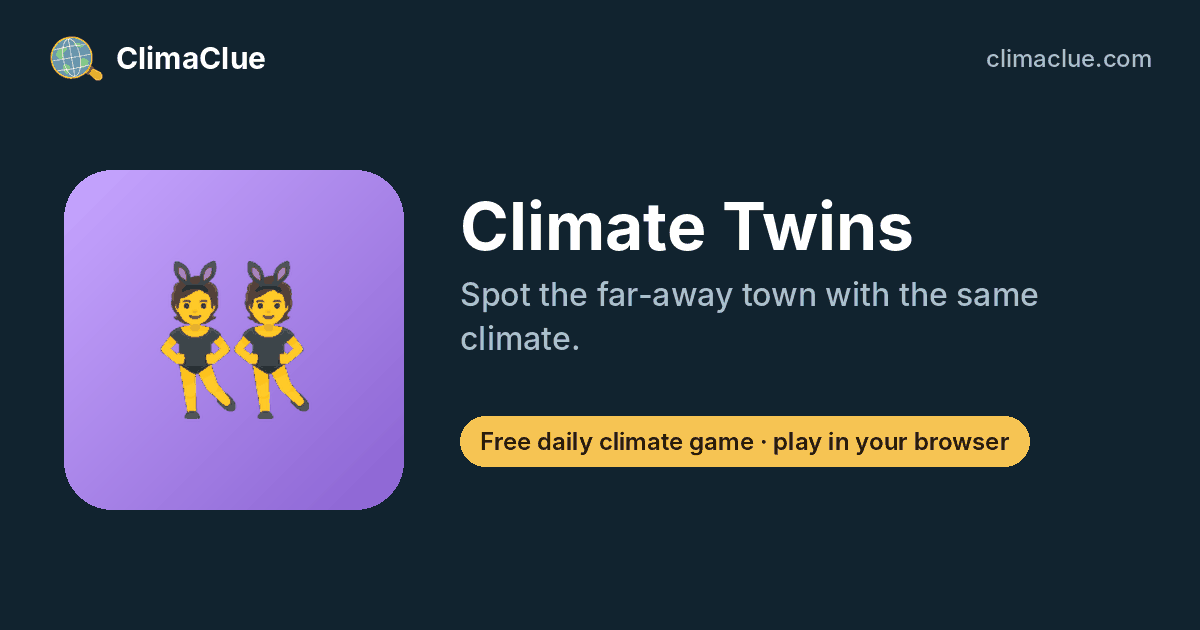 ClimaClue
climaclue.com
Climate Twins
Spot the far-away town with the same
climate.
Free daily climate game · play in your browser